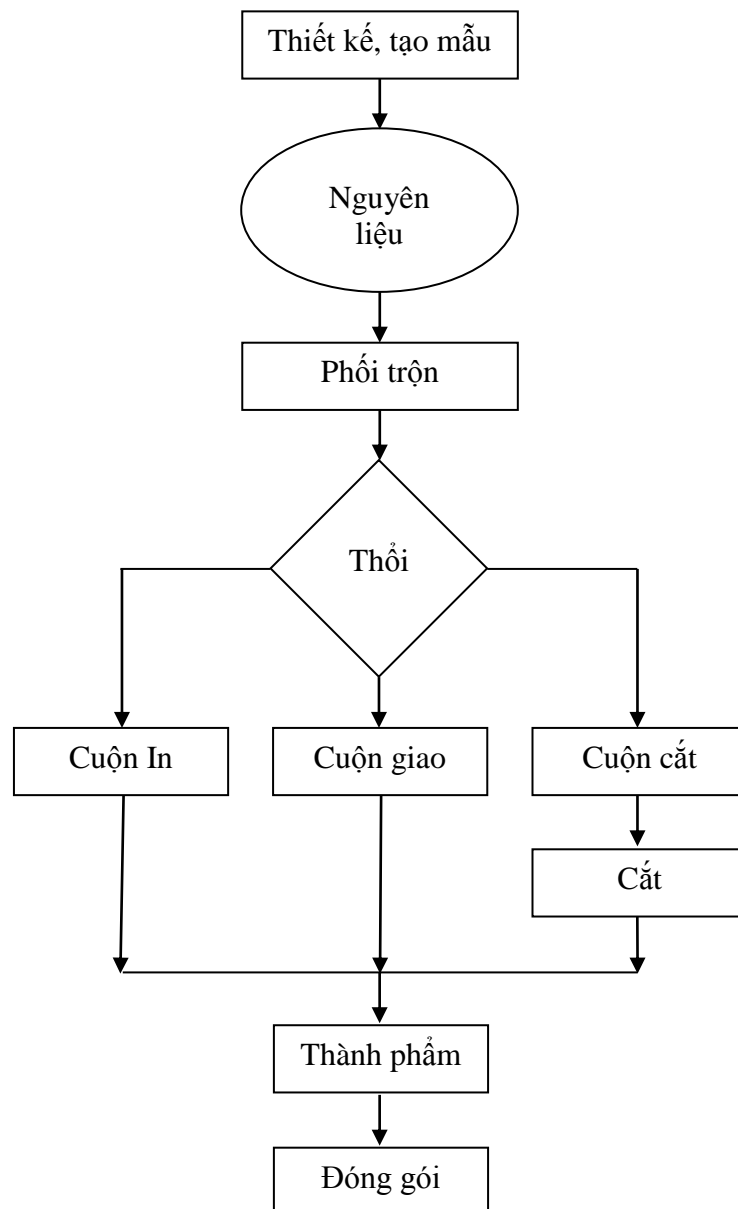 Thiết kế, tạo mẫu
Nguyên
liệu
Phối trộn
Thổi
Cuộn In
Cuộn giao
Cuộn cắt
Cắt
Thành phẩm
Đóng gói